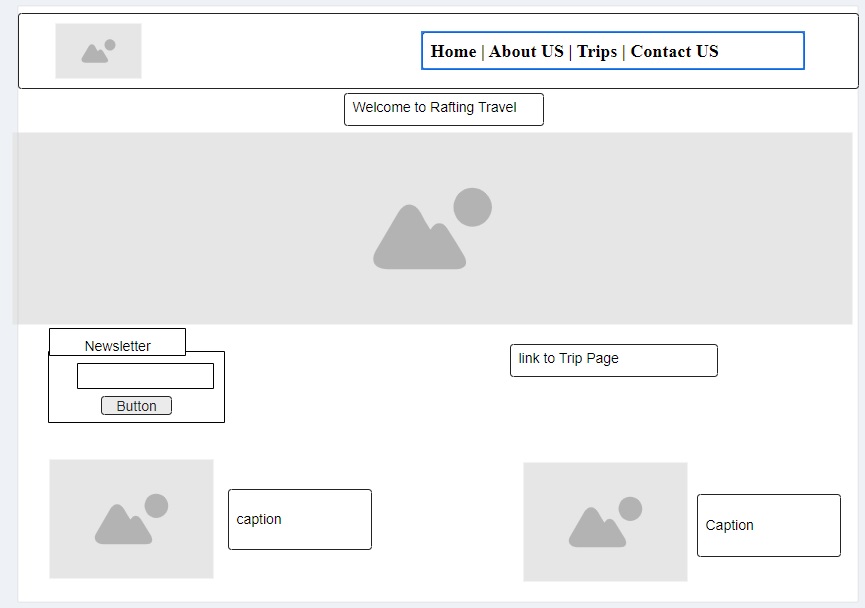 Home | About US | Trips | Contact US
Welcome to Rafting Travel
Newsletter
link to Trip Page
Button
caption
Caption